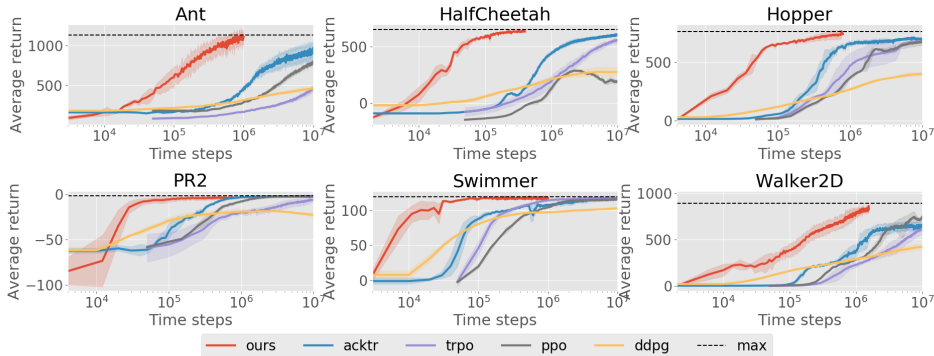 Ant
HalfCheetah
Hopper
Average return
1000
500
10^4
10^5
10^6
10^7
Time steps
Average return
500
0
10^4
10^5
10^6
10^7
Time steps
Average return
500
0
10^4
10^5
10^6
10^7
Time steps
PR2
Swimmer
Walker2D
Average return
0
−50
−100
10^4
10^5
10^6
10^7
Time steps
Average return
100
50
0
10^4
10^5
10^6
10^7
Time steps
Average return
1000
500
0
10^4
10^5
10^6
10^7
Time steps
ours acktr trpo ppo ddpg max